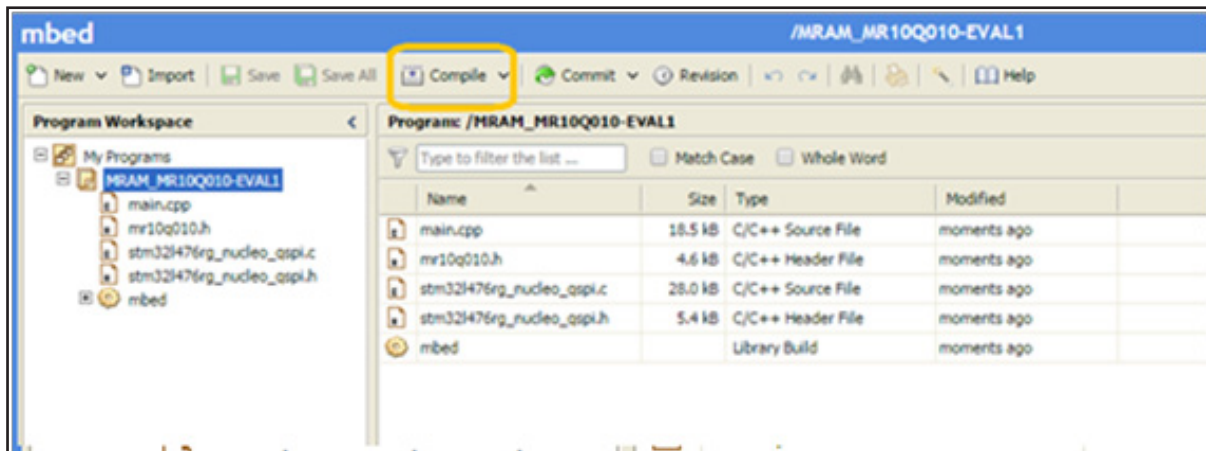 mbed /MRAM_MR10Q010-EVAL1
New Import Save Save All Compile Commit Revision Help
Program Workspace <
My Programs
MRAM_MR10Q010-EVAL1
main.cpp
mr10q010.h
stm32l476rg_nucleo_qspi.c
stm32l476rg_nucleo_qspi.h
mbed
Program: /MRAM_MR10Q010-EVAL1
Type to filter the list ... Match Case Whole Word
Name Size Type Modified
main.cpp 18.5 kB C/C++ Source File moments ago
mr10q010.h 4.6 kB C/C++ Header File moments ago
stm32l476rg_nucleo_qspi.c 28.0 kB C/C++ Source File moments ago
stm32l476rg_nucleo_qspi.h 5.4 kB C/C++ Header File moments ago
mbed Library Build moments ago